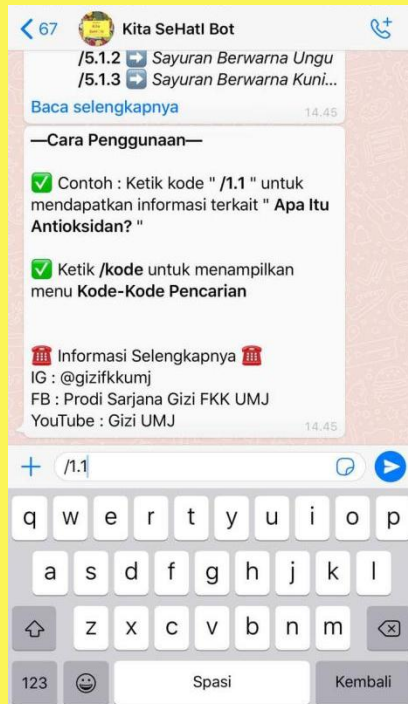 67
Kita SeHatI Bot
/5.1.2 ➡️ Sayuran Berwarna Ungu
/5.1.3 ➡️ Sayuran Berwarna Kuni...
Baca selengkapnya
14.45
—Cara Penggunaan—
✅ Contoh : Ketik kode " /1.1 " untuk
mendapatkan informasi terkait " Apa Itu
Antioksidan? "
✅ Ketik /kode untuk menampilkan
menu Kode-Kode Pencarian
☎️ Informasi Selengkapnya ☎️
IG : @gizifkkumj
FB : Prodi Sarjana Gizi FKK UMJ
YouTube : Gizi UMJ
14.45
/1.1
q w e r t y u i o p
a s d f g h j k l
z x c v b n m
123 Spasi Kembali